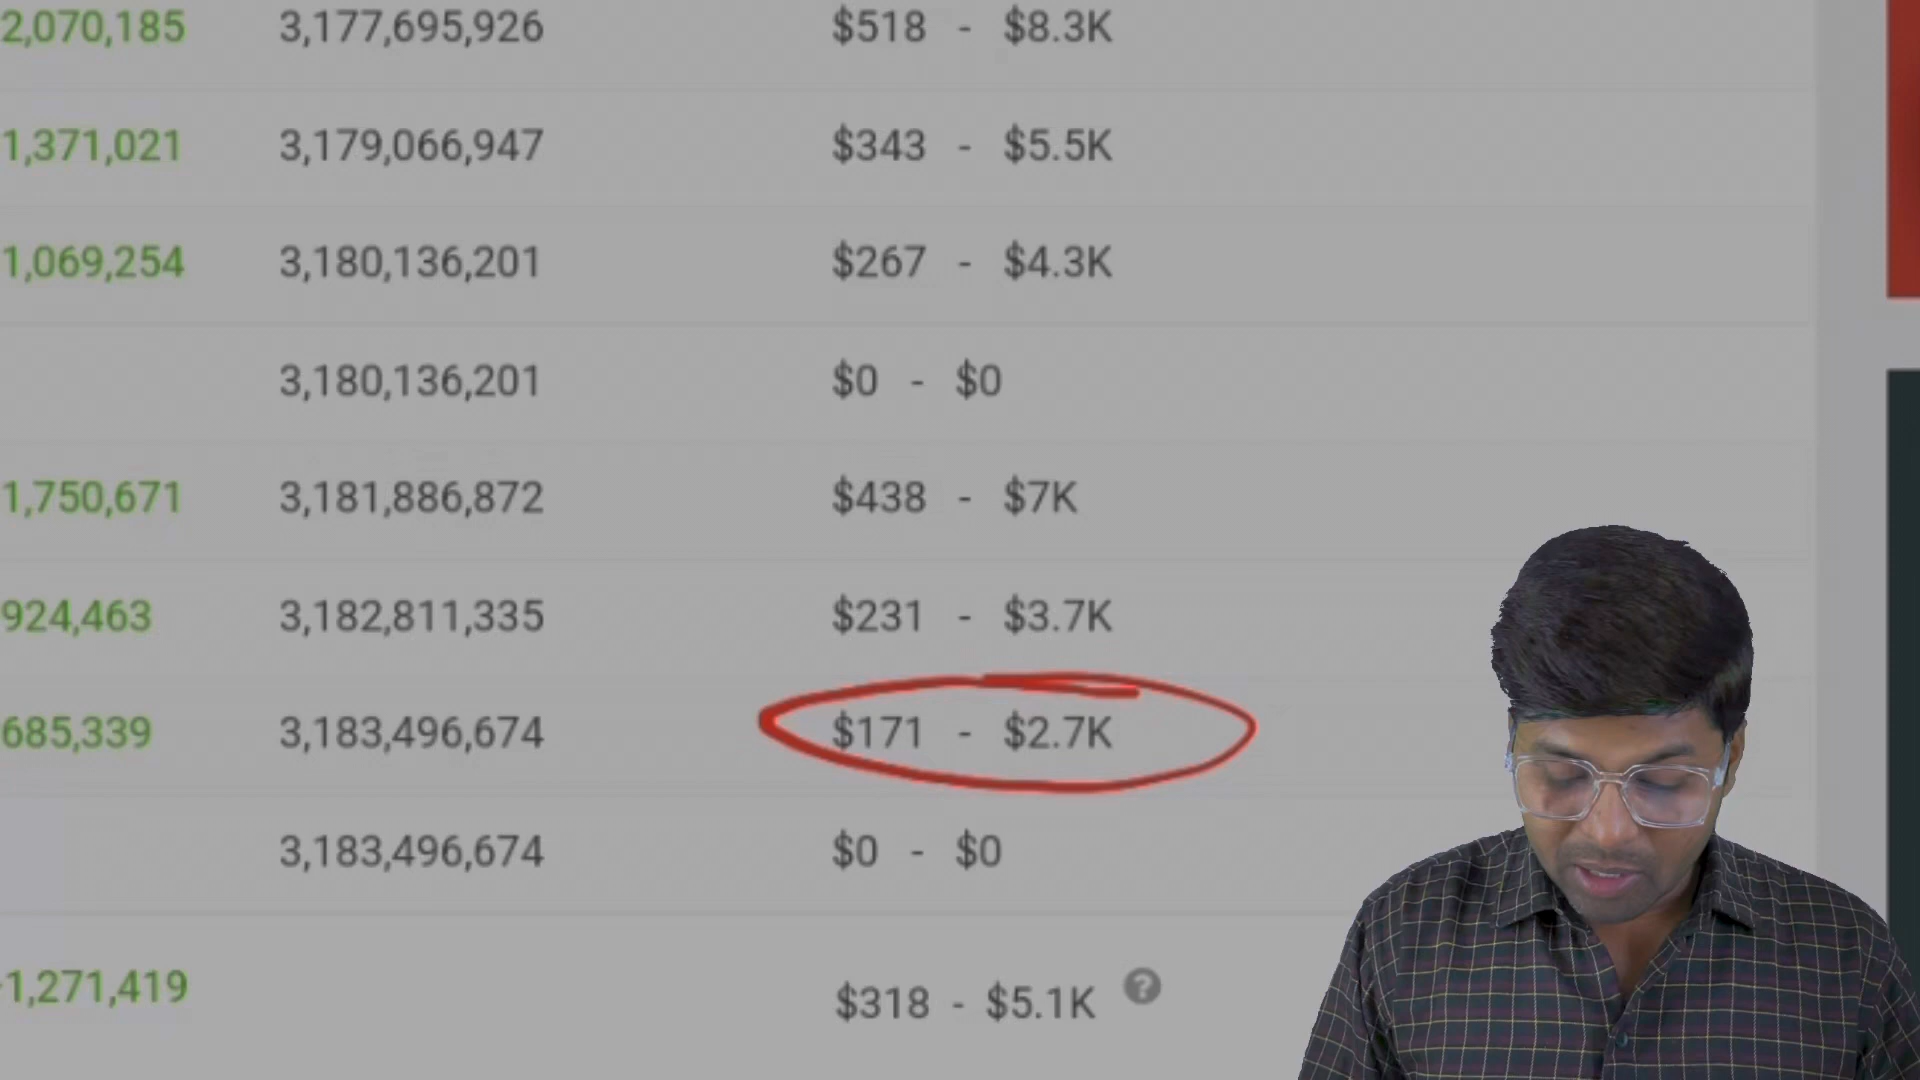 2,070,185 3,177,695,926 $518 - $8.3K
1,371,021 3,179,066,947 $343 - $5.5K
1,069,254 3,180,136,201 $267 - $4.3K
3,180,136,201 $0 - $0
1,750,671 3,181,886,872 $438 - $7K
924,463 3,182,811,335 $231 - $3.7K
685,339 3,183,496,674 $171 - $2.7K
3,183,496,674 $0 - $0
1,271,419 $318 - $5.1K ?